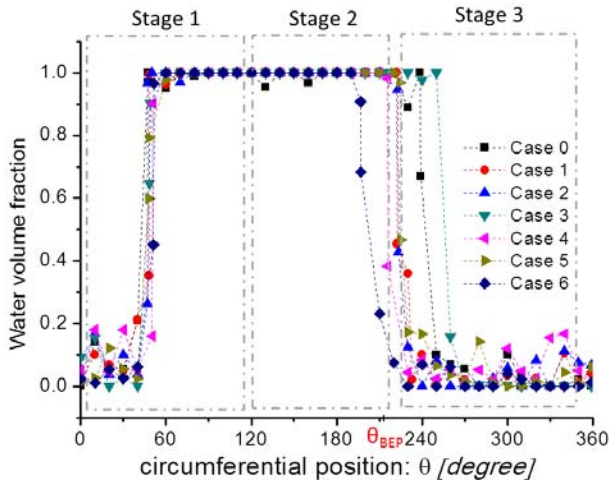 Stage 1 Stage 2 Stage 3
1.0
0.8
0.6
0.4
0.2
0.0
Water volume fraction
Case 0
Case 1
Case 2
Case 3
Case 4
Case 5
Case 6
0 60 120 180 240 300 360
θBEP
circumferential position: θ [degree]